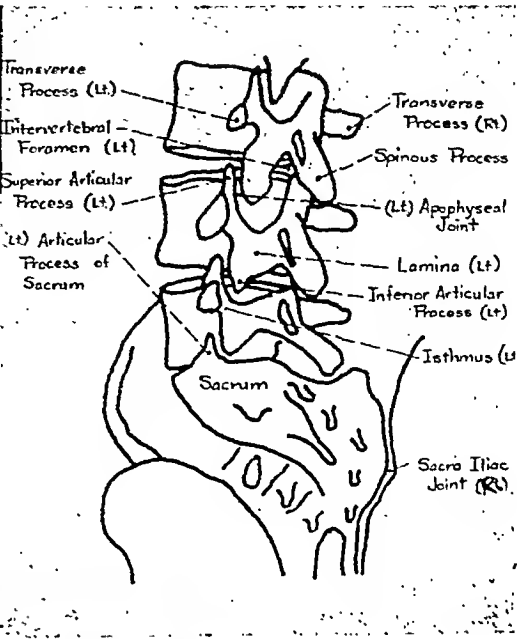 Transverse
Process (Lt)
Intervertebral
Foramen (Lt)
Superior Articular
Process (Lt)
(Lt) Articular
Process of
Sacrum
Transverse
Process (Rt)
Spinous Process
(Lt) Apophyseal
Joint
Lamina (Lt)
Inferior Articular
Process (Lt)
Isthmus (Lt
Sacrum
Sacro Iliac
Joint (Rt)